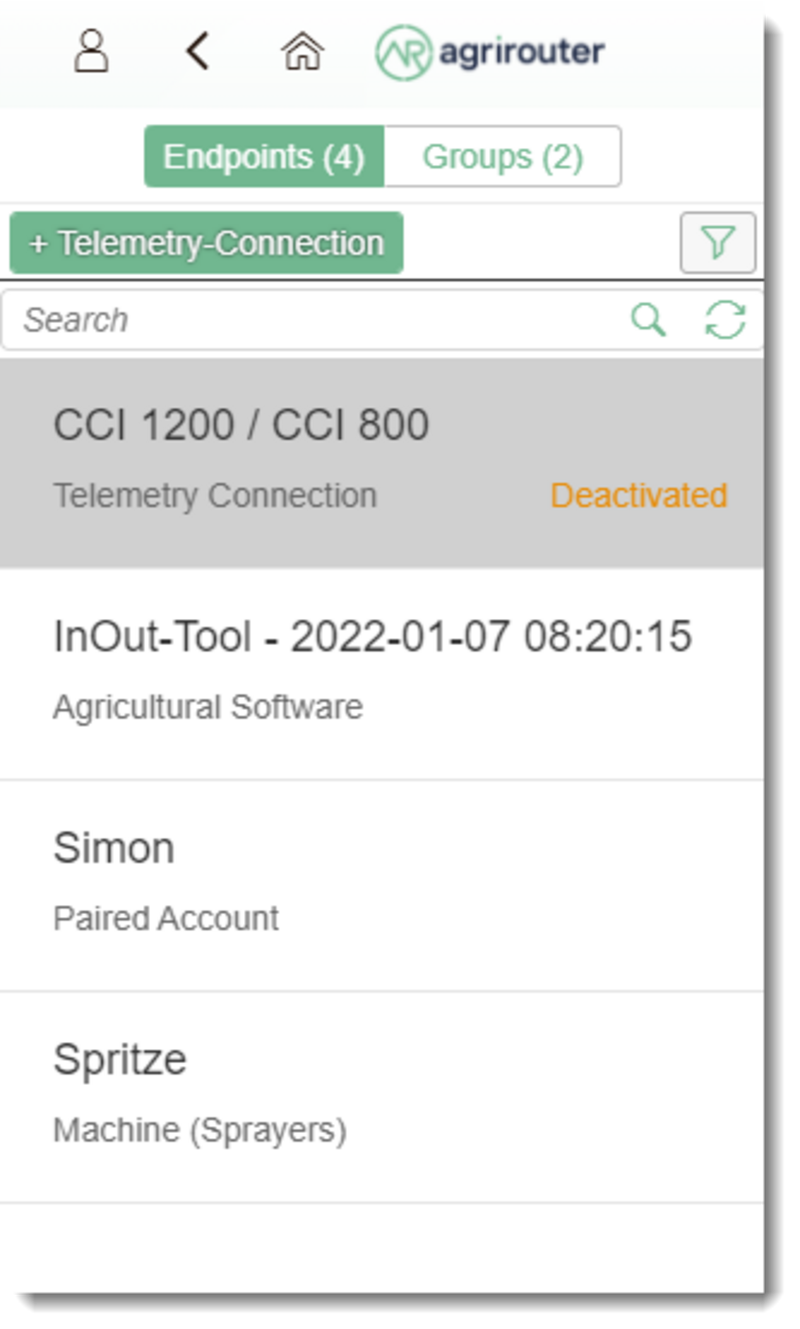 agrirouter
Endpoints (4) Groups (2)
+ Telemetry-Connection
Search
CCI 1200 / CCI 800
Telemetry Connection Deactivated
InOut-Tool - 2022-01-07 08:20:15
Agricultural Software
Simon
Paired Account
Spritze
Machine (Sprayers)